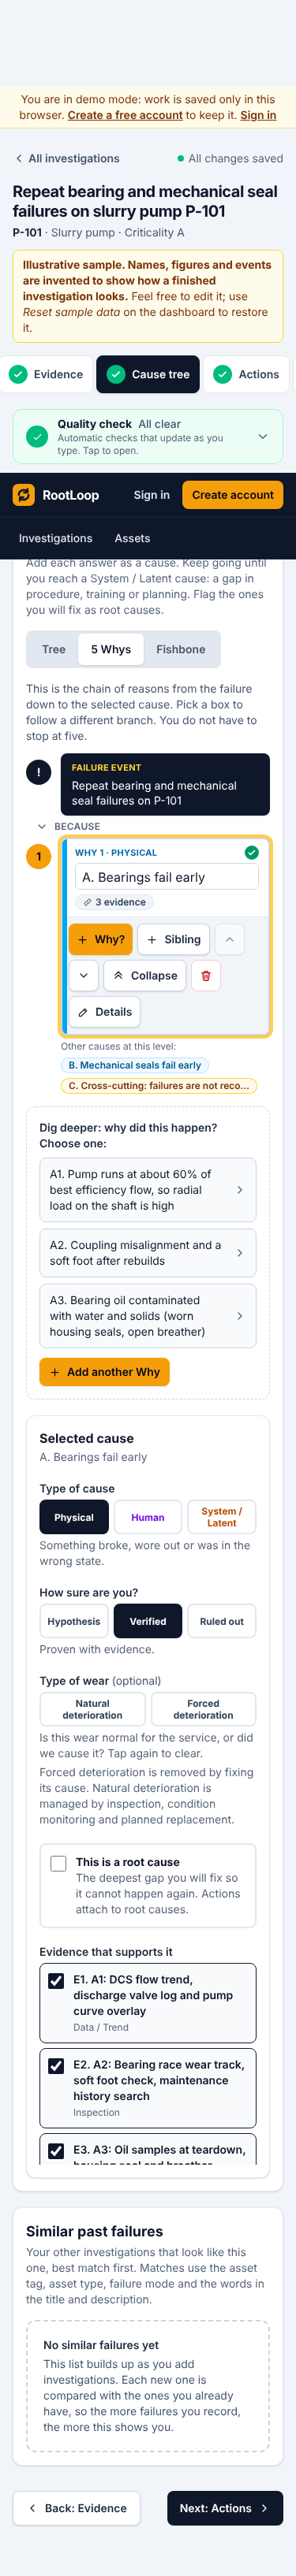 You are in demo mode: work is saved only in this
browser. Create a free account to keep it. Sign in
All investigations
All changes saved
Repeat bearing and mechanical seal
failures on slurry pump P-101
P-101 · Slurry pump · Criticality A
Illustrative sample. Names, figures and events
are invented to show how a finished
investigation looks. Feel free to edit it; use
Reset sample data on the dashboard to restore
it.
Evidence
Cause tree
Actions
Quality check All clear
Automatic checks that update as you
type. Tap to open.
RootLoop
Sign in
Create account
Investigations
Assets
Add each answer as a cause. Keep going until
you reach a System / Latent cause: a gap in
procedure, training or planning. Flag the ones
you will fix as root causes.
Tree
5 Whys
Fishbone
This is the chain of reasons from the failure
down to the selected cause. Pick a box to
follow a different branch. You do not have to
stop at five.
!
FAILURE EVENT
Repeat bearing and mechanical
seal failures on P-101
BECAUSE
1
WHY 1 · PHYSICAL
A. Bearings fail early
3 evidence
Why?
Sibling
Collapse
Details
Other causes at this level:
B. Mechanical seals fail early
C. Cross-cutting: failures are not reco...
Dig deeper: why did this happen?
Choose one:
A1. Pump runs at about 60% of
best efficiency flow, so radial
load on the shaft is high
A2. Coupling misalignment and a
soft foot after rebuilds
A3. Bearing oil contaminated
with water and solids (worn
housing seals, open breather)
Add another Why
Selected cause
A. Bearings fail early
Type of cause
Physical
Human
System /
Latent
Something broke, wore out or was in the
wrong state.
How sure are you?
Hypothesis
Verified
Ruled out
Proven with evidence.
Type of wear (optional)
Natural
deterioration
Forced
deterioration
Is this wear normal for the service, or did
we cause it? Tap again to clear.
Forced deterioration is removed by fixing
its cause. Natural deterioration is
managed by inspection, condition
monitoring and planned replacement.
This is a root cause
The deepest gap you will fix so
it cannot happen again. Actions
attach to root causes.
Evidence that supports it
E1. A1: DCS flow trend,
discharge valve log and pump
curve overlay
Data / Trend
E2. A2: Bearing race wear track,
soft foot check, maintenance
history search
Inspection
E3. A3: Oil samples at teardown,
housing seal and breather
Similar past failures
Your other investigations that look like this
one, best match first. Matches use the asset
tag, asset type, failure mode and the words in
the title and description.
No similar failures yet
This list builds up as you add
investigations. Each new one is
compared with the ones you already
have, so the more failures you record,
the more this shows you.
Back: Evidence
Next: Actions